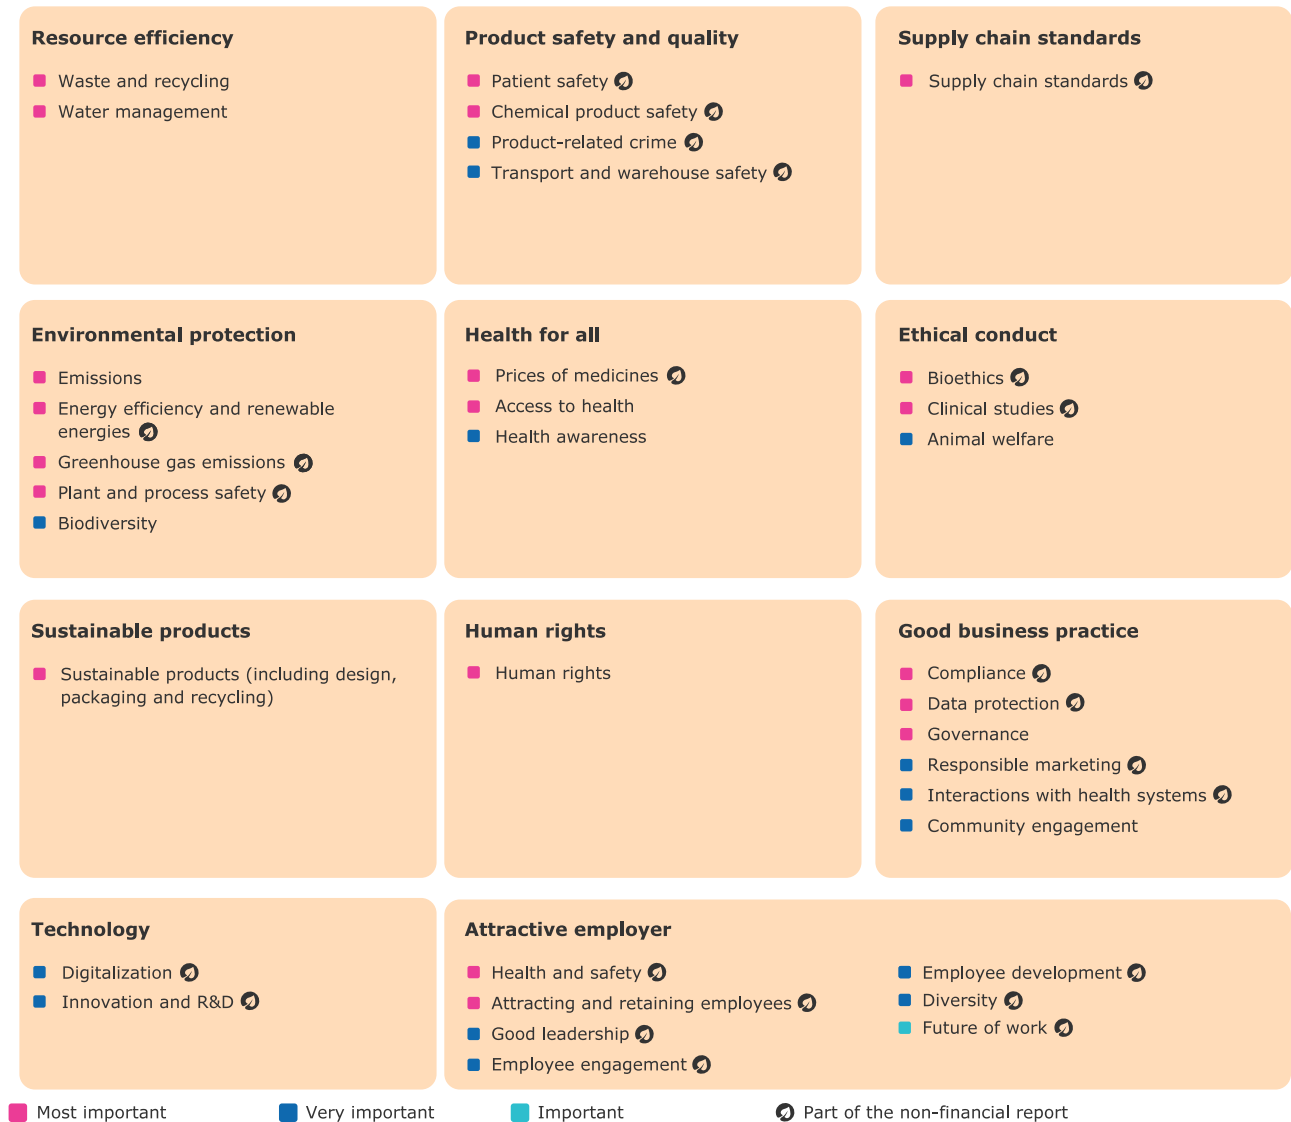 Resource efficiency
Waste and recycling
Water management
Product safety and quality
Patient safety
Chemical product safety
Product-related crime
Transport and warehouse safety
Supply chain standards
Supply chain standards
Environmental protection
Emissions
Energy efficiency and renewable
energies
Greenhouse gas emissions
Plant and process safety
Biodiversity
Health for all
Prices of medicines
Access to health
Health awareness
Ethical conduct
Bioethics
Clinical studies
Animal welfare
Sustainable products
Sustainable products (including design,
packaging and recycling)
Human rights
Human rights
Good business practice
Compliance
Data protection
Governance
Responsible marketing
Interactions with health systems
Community engagement
Technology
Digitalization
Innovation and R&D
Attractive employer
Health and safety
Attracting and retaining employees
Good leadership
Employee engagement
Employee development
Diversity
Future of work
Most important
Very important
Important
Part of the non-financial report